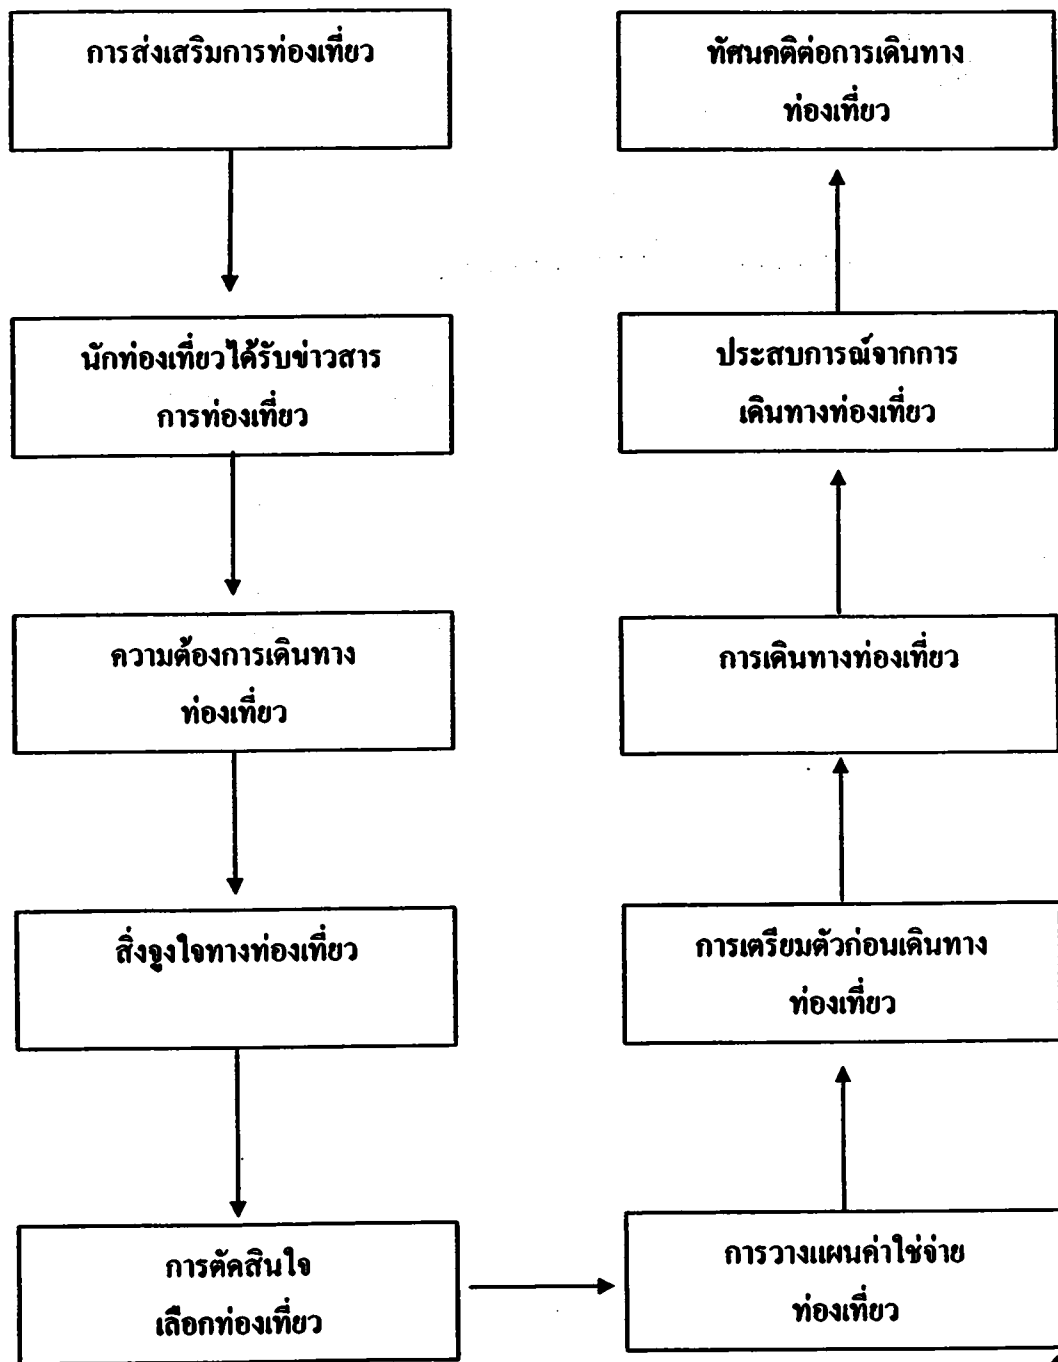 การส่งเสริมการท่องเที่ยว
นักท่องเที่ยวได้รับข่าวสาร
การท่องเที่ยว
ความต้องการเดินทาง
ท่องเที่ยว
สิ่งจูงใจทางท่องเที่ยว
การตัดสินใจ
เลือกท่องเที่ยว
การวางแผนค่าใช้จ่าย
ท่องเที่ยว
การเตรียมตัวก่อนเดินทาง
ท่องเที่ยว
การเดินทางท่องเที่ยว
ประสบการณ์จากการ
เดินทางท่องเที่ยว
ทัศนคติต่อการเดินทาง
ท่องเที่ยว